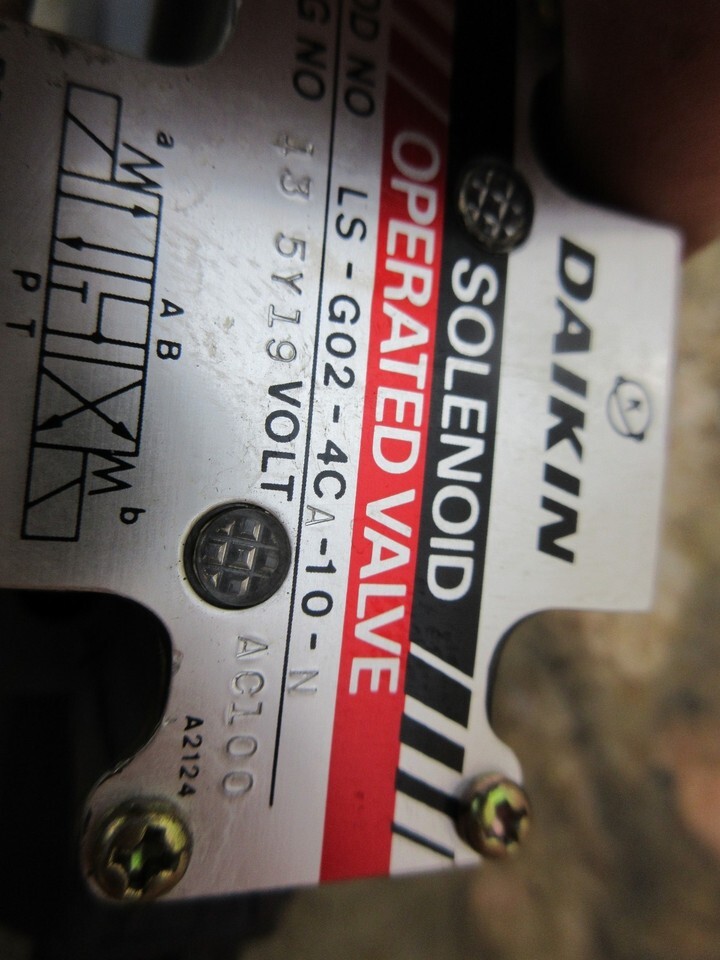 DAIKIN
SOLENOID
OPERATED VALVE
OD NO LS-G02-4CA-10-N
G NO 13 5Y19 VOLT AC100
A2124
a A B b
P T